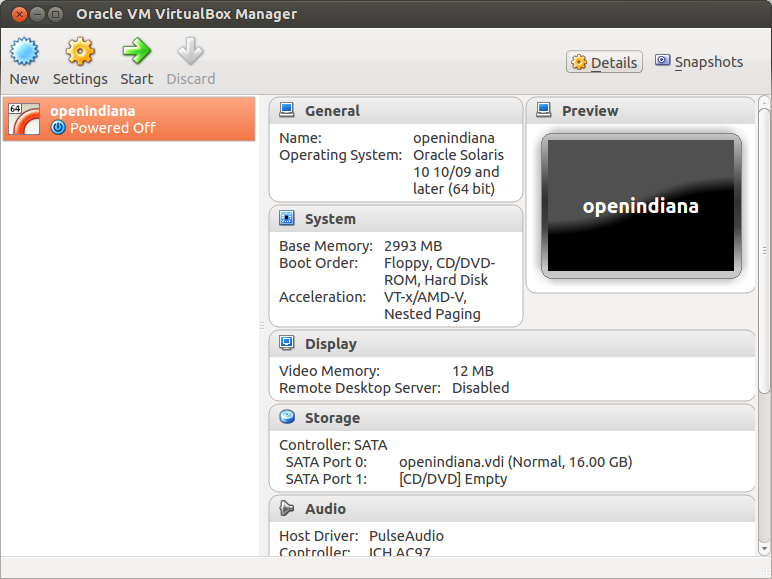 Oracle VM VirtualBox Manager
New Settings Start Discard
Details Snapshots
64
openindiana
Powered Off
General
Name: openindiana
Operating System: Oracle Solaris
10 10/09 and
later (64 bit)
Preview
openindiana
System
Base Memory: 2993 MB
Boot Order: Floppy, CD/DVD-
ROM, Hard Disk
Acceleration: VT-x/AMD-V,
Nested Paging
Display
Video Memory: 12 MB
Remote Desktop Server: Disabled
Storage
Controller: SATA
SATA Port 0: openindiana.vdi (Normal, 16.00 GB)
SATA Port 1: [CD/DVD] Empty
Audio
Host Driver: PulseAudio
Controller: ICH AC97